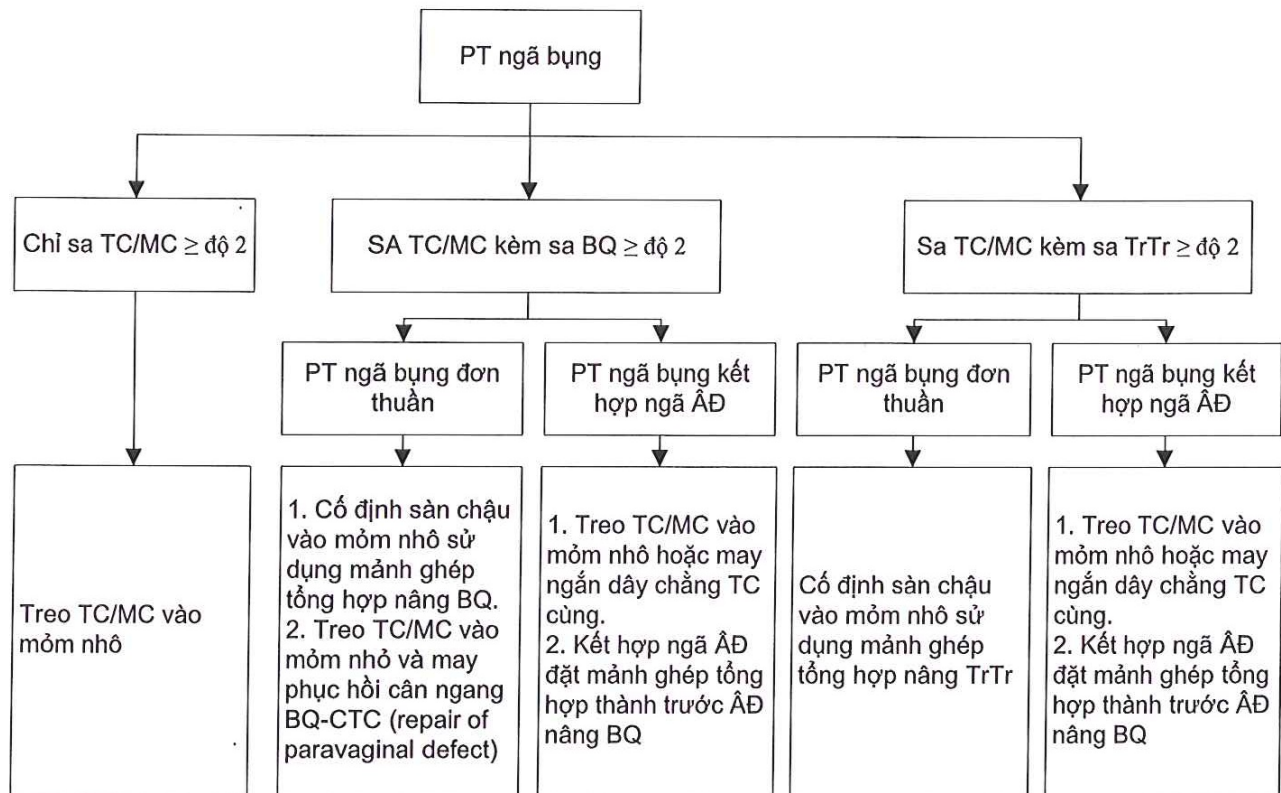 PT ngã bụng
Chỉ sa TC/MC ≥ độ 2
SA TC/MC kèm sa BQ ≥ độ 2
Sa TC/MC kèm sa TrTr ≥ độ 2
PT ngã bụng đơn
thuần
PT ngã bụng kết
hợp ngã ÂĐ
PT ngã bụng đơn
thuần
PT ngã bụng kết
hợp ngã ÂĐ
Treo TC/MC vào
mỏm nhô
1. Cố định sàn chậu
vào mỏm nhô sử
dụng mảnh ghép
tổng hợp nâng BQ.
2. Treo TC/MC vào
mỏm nhỏ và may
phục hồi cân ngang
BQ-CTC (repair of
paravaginal defect)
1. Treo TC/MC vào
mỏm nhô hoặc may
ngắn dây chằng TC
cùng.
2. Kết hợp ngã ÂĐ
đặt mảnh ghép tổng
hợp thành trước ÂĐ
nâng BQ
Cố định sàn chậu
vào mỏm nhô sử
dụng mảnh ghép
tổng hợp nâng TrTr
1. Treo TC/MC vào
mỏm nhô hoặc may
ngắn dây chằng TC
cùng.
2. Kết hợp ngã ÂĐ
đặt mảnh ghép tổng
hợp thành trước ÂĐ
nâng BQ